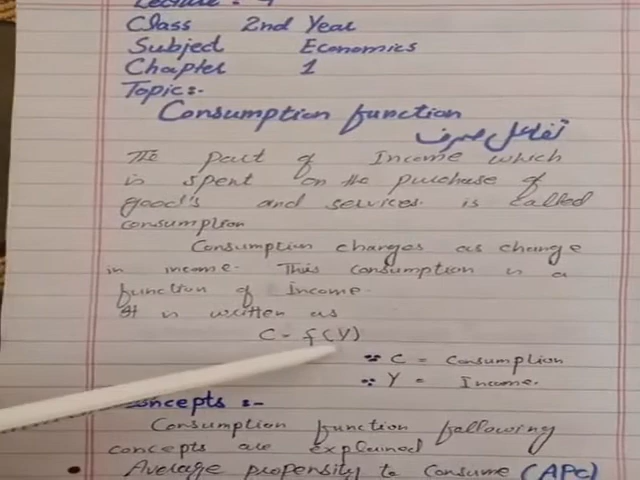 Lecture :- 
Class 2nd Year
Subject Economics
Chapter 1
Topic:-
Consumption function
تفاعل صرف
The part of Income which
is spent on the puchase of
good's and services. is called
consumption
Consumption changes as change
in income. This consumption is a
function of Income.
It is written as
C - f(Y)
∵ C = Consumption
∵ Y = Income.
Concepts :-
Consumption function following
concepts are explained
• Average propensity to Consume (APC)